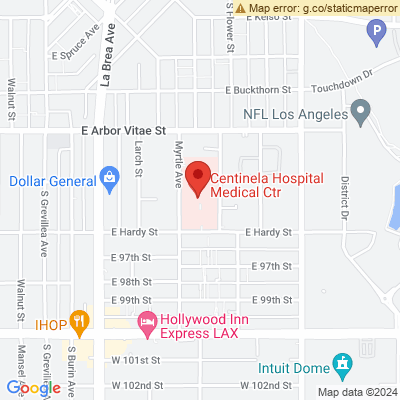 Map error: g.co/staticmaperror
E Kelso St
E Spruce Ave
La Brea Ave
S Flower St
P
Walnut St
E Buckthorn St
Touchdown Dr
NFL Los Angeles
E Arbor Vitae St
Larch St
Myrtle Ave
Centinela Hospital
Medical Ctr
Dollar General
S Grevillea Ave
District Dr
E Hardy St
E Hardy St
E 97th St
E 97th St
E 98th St
E 99th St
E 99th St
Walnut St
Hollywood Inn
Express LAX
IHOP
Mansel Ave
S Grevillea Ave
S Burin Ave
W 101st St
Intuit Dome
W 102nd St
W 102nd St
Google
Map data ©2024